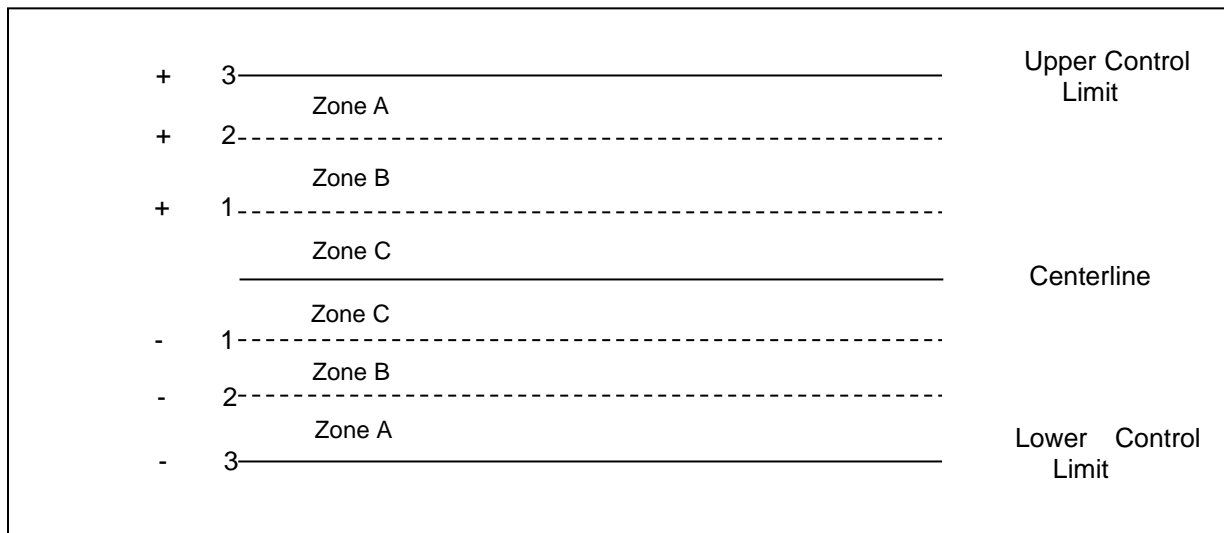 + 3 Upper Control
Limit
Zone A
+ 2
Zone B
+ 1
Zone C
Centerline
Zone C
- 1
Zone B
- 2
Zone A
- 3 Lower Control
Limit